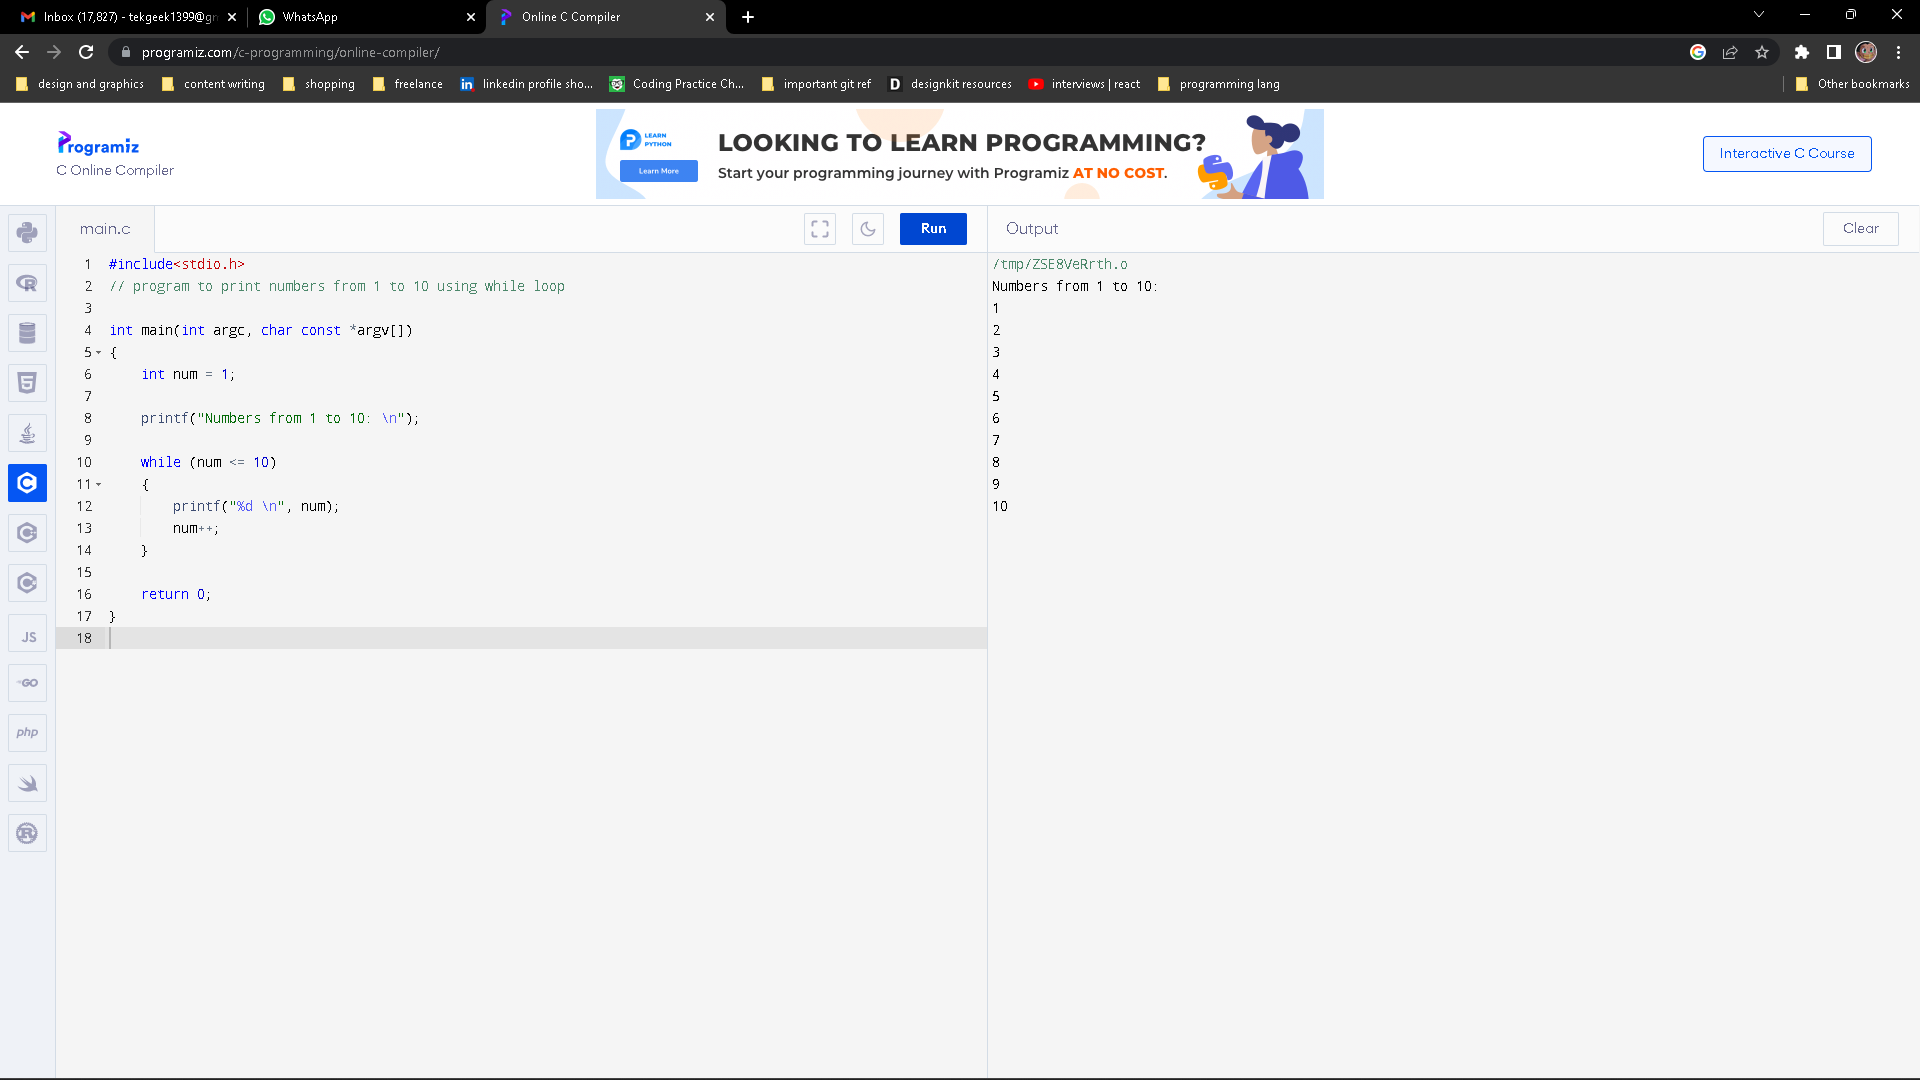 Inbox (17,827) - tekgeek1399@gm
WhatsApp
Online C Compiler
programiz.com/c-programming/online-compiler/
design and graphics
content writing
shopping
freelance
linkedin profile sho...
Coding Practice Ch...
important git ref
designkit resources
interviews | react
programming lang
Other bookmarks
Programiz
C Online Compiler
LEARN
PYTHON
Learn More
LOOKING TO LEARN PROGRAMMING?
Start your programming journey with Programiz AT NO COST.
Interactive C Course
main.c
Run
Output
Clear
1 #include<stdio.h>
2 // program to print numbers from 1 to 10 using while loop
3
4 int main(int argc, char const *argv[])
5 {
6     int num = 1;
7
8     printf("Numbers from 1 to 10: \n");
9
10     while (num <= 10)
11     {
12         printf("%d \n", num);
13         num++;
14     }
15
16     return 0;
17 }
18
/tmp/ZSE8VeRrth.o
Numbers from 1 to 10:
1
2
3
4
5
6
7
8
9
10
JS
GO
php